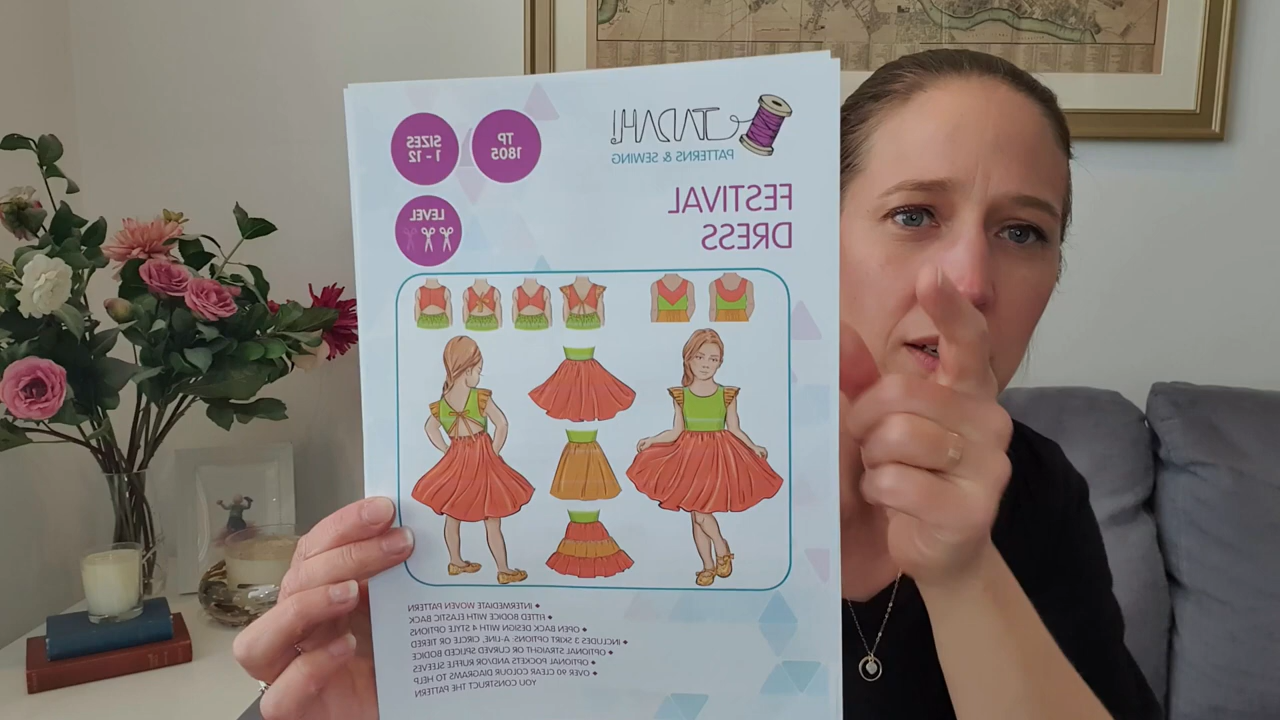 TADAH!
PATTERNS & SEWING
TP
1805
SIZES
1 - 12
LEVEL
FESTIVAL
DRESS
◆ INTERMEDIATE WOVEN PATTERN
◆ FITTED BODICE WITH ELASTIC BACK
◆ OPEN BACK DESIGN WITH 4 STYLE OPTIONS
◆ INCLUDES 3 SKIRT OPTIONS: A-LINE, CIRCLE OR TIERED
◆ OPTIONAL STRAIGHT OR CURVED SPLICED BODICE
◆ OPTIONAL POCKETS AND/OR RUFFLE SLEEVES
◆ OVER 90 CLEAR COLOUR DIAGRAMS TO HELP
YOU CONSTRUCT THE PATTERN